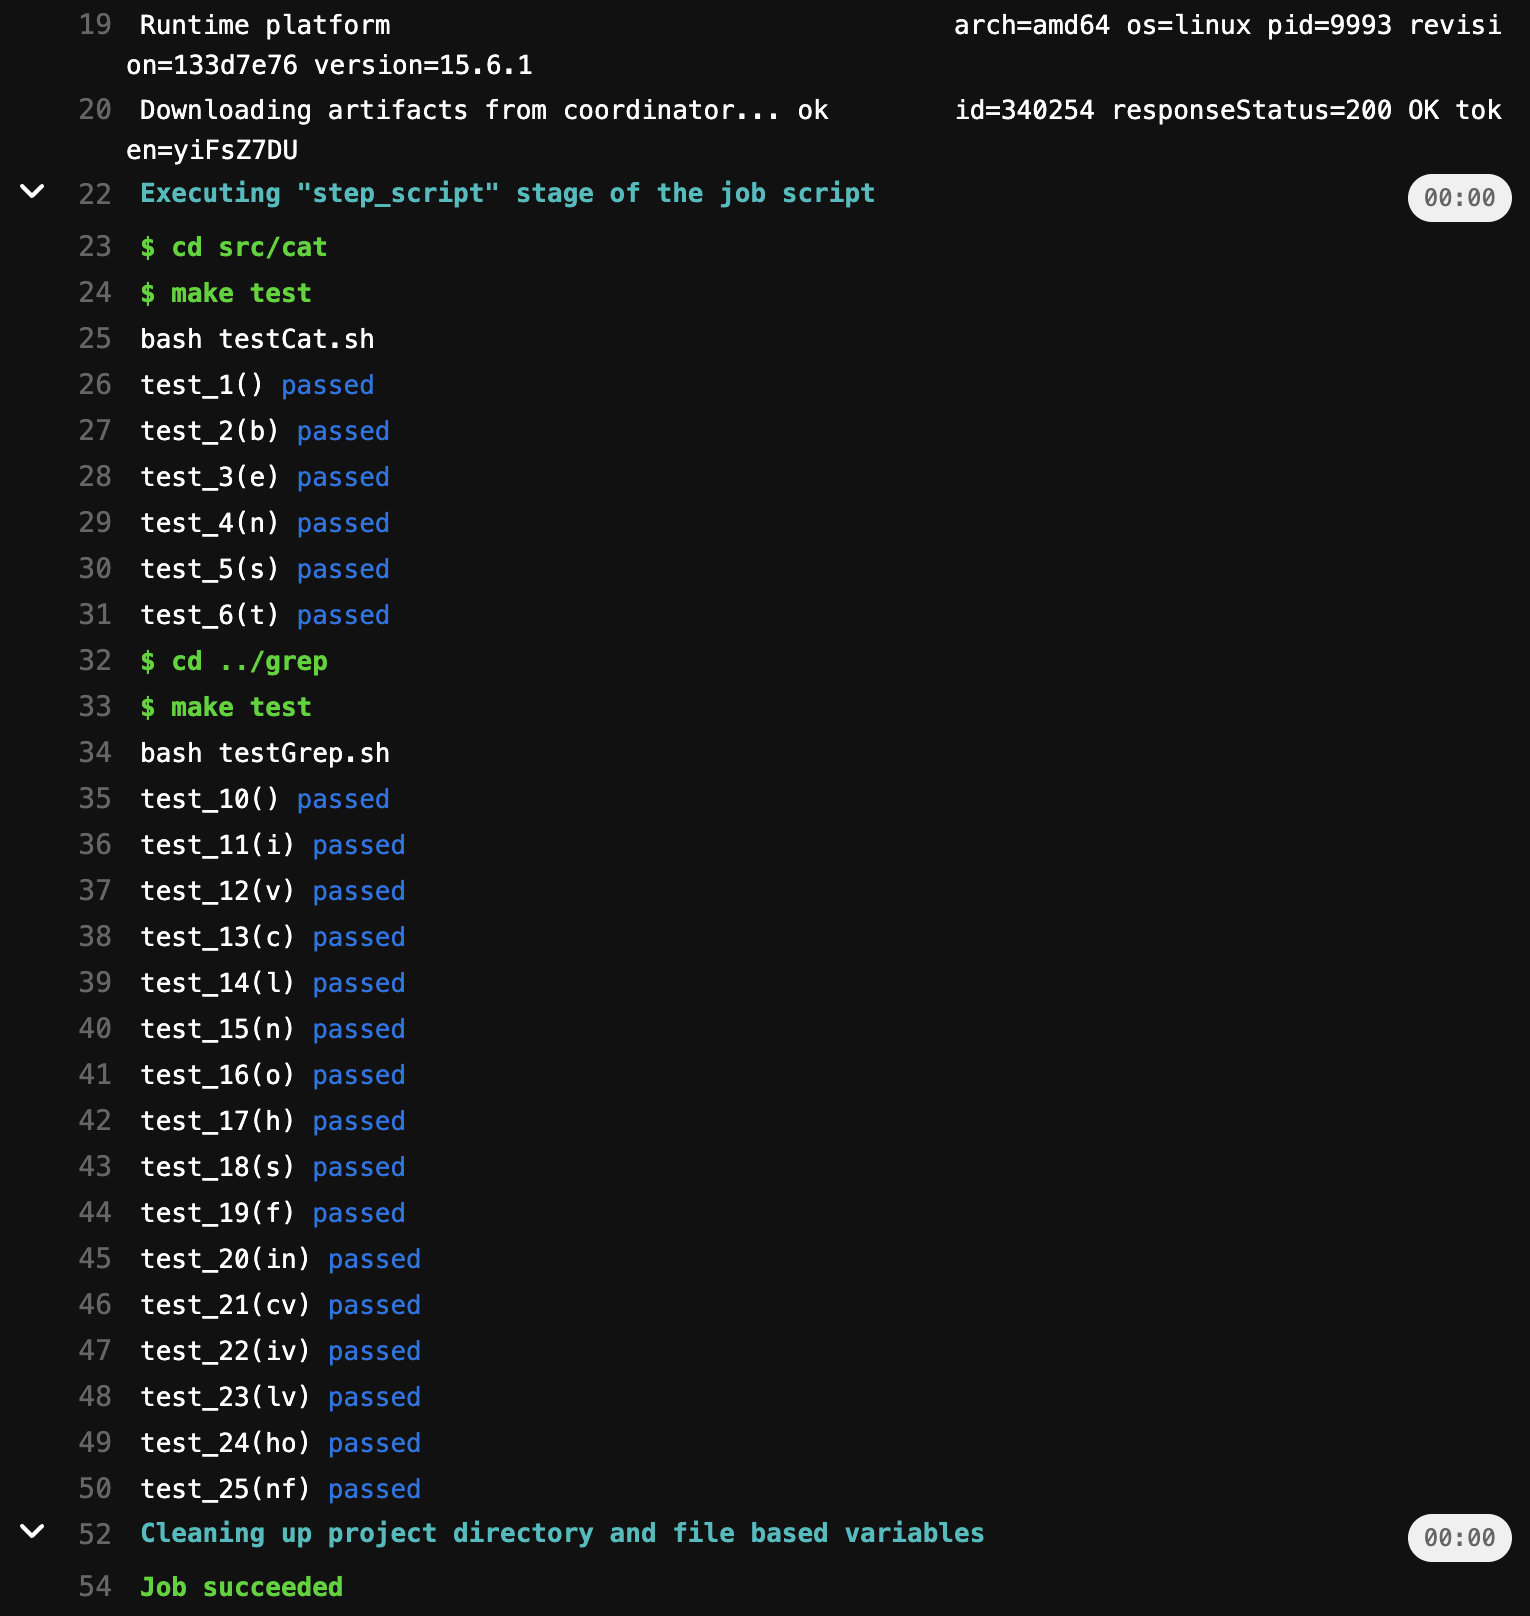 19 Runtime platform                                    arch=amd64 os=linux pid=9993 revisi
on=133d7e76 version=15.6.1
20 Downloading artifacts from coordinator... ok        id=340254 responseStatus=200 OK tok
en=yiFsZ7DU
22 Executing "step_script" stage of the job script 00:00
23 $ cd src/cat
24 $ make test
25 bash testCat.sh
26 test_1() passed
27 test_2(b) passed
28 test_3(e) passed
29 test_4(n) passed
30 test_5(s) passed
31 test_6(t) passed
32 $ cd ../grep
33 $ make test
34 bash testGrep.sh
35 test_10() passed
36 test_11(i) passed
37 test_12(v) passed
38 test_13(c) passed
39 test_14(l) passed
40 test_15(n) passed
41 test_16(o) passed
42 test_17(h) passed
43 test_18(s) passed
44 test_19(f) passed
45 test_20(in) passed
46 test_21(cv) passed
47 test_22(iv) passed
48 test_23(lv) passed
49 test_24(ho) passed
50 test_25(nf) passed
52 Cleaning up project directory and file based variables 00:00
54 Job succeeded